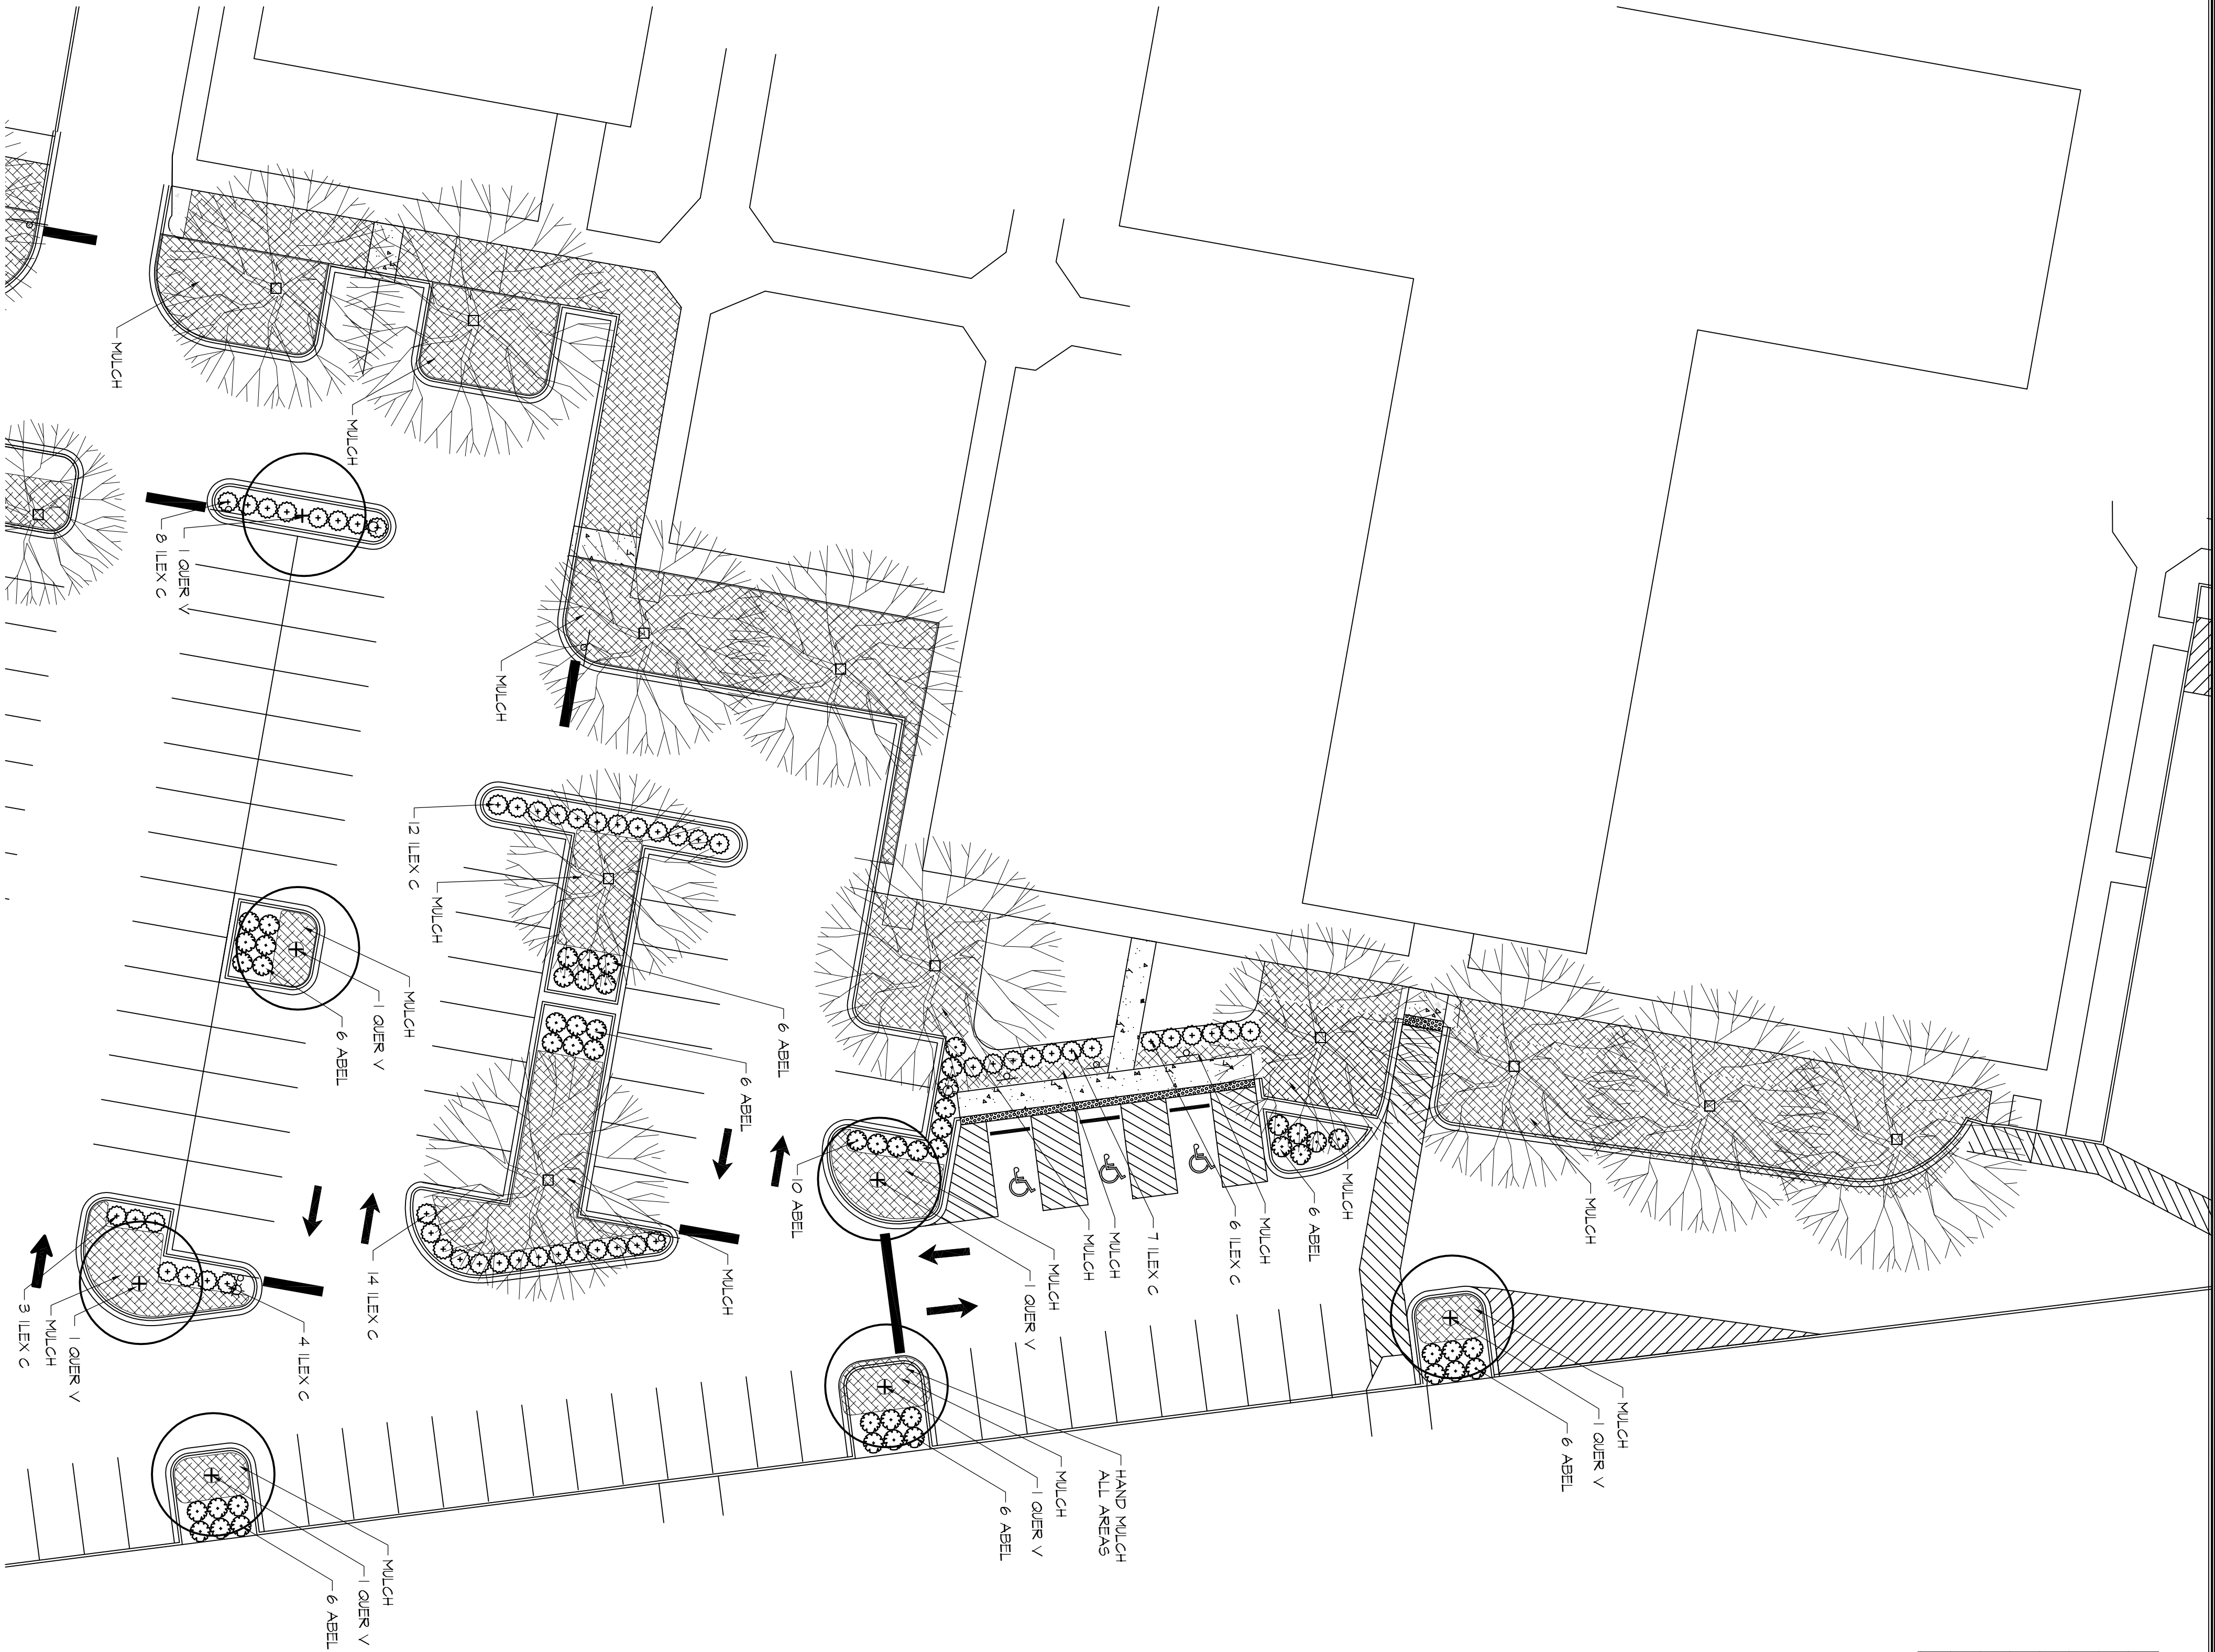 MULCH
MULCH
1 QUER V
8 ILEX C
MULCH
12 ILEX C
MULCH
MULCH
1 QUER V
6 ABEL
6 ABEL
6 ABEL
10 ABEL
14 ILEX C
MULCH
4 ILEX C
1 QUER V
MULCH
3 ILEX C
MULCH
1 QUER V
MULCH
MULCH
7 ILEX C
6 ILEX C
MULCH
6 ABEL
MULCH
MULCH
MULCH
1 QUER V
6 ABEL
HAND MULCH
ALL AREAS
MULCH
1 QUER V
6 ABEL
MULCH
1 QUER V
6 ABEL